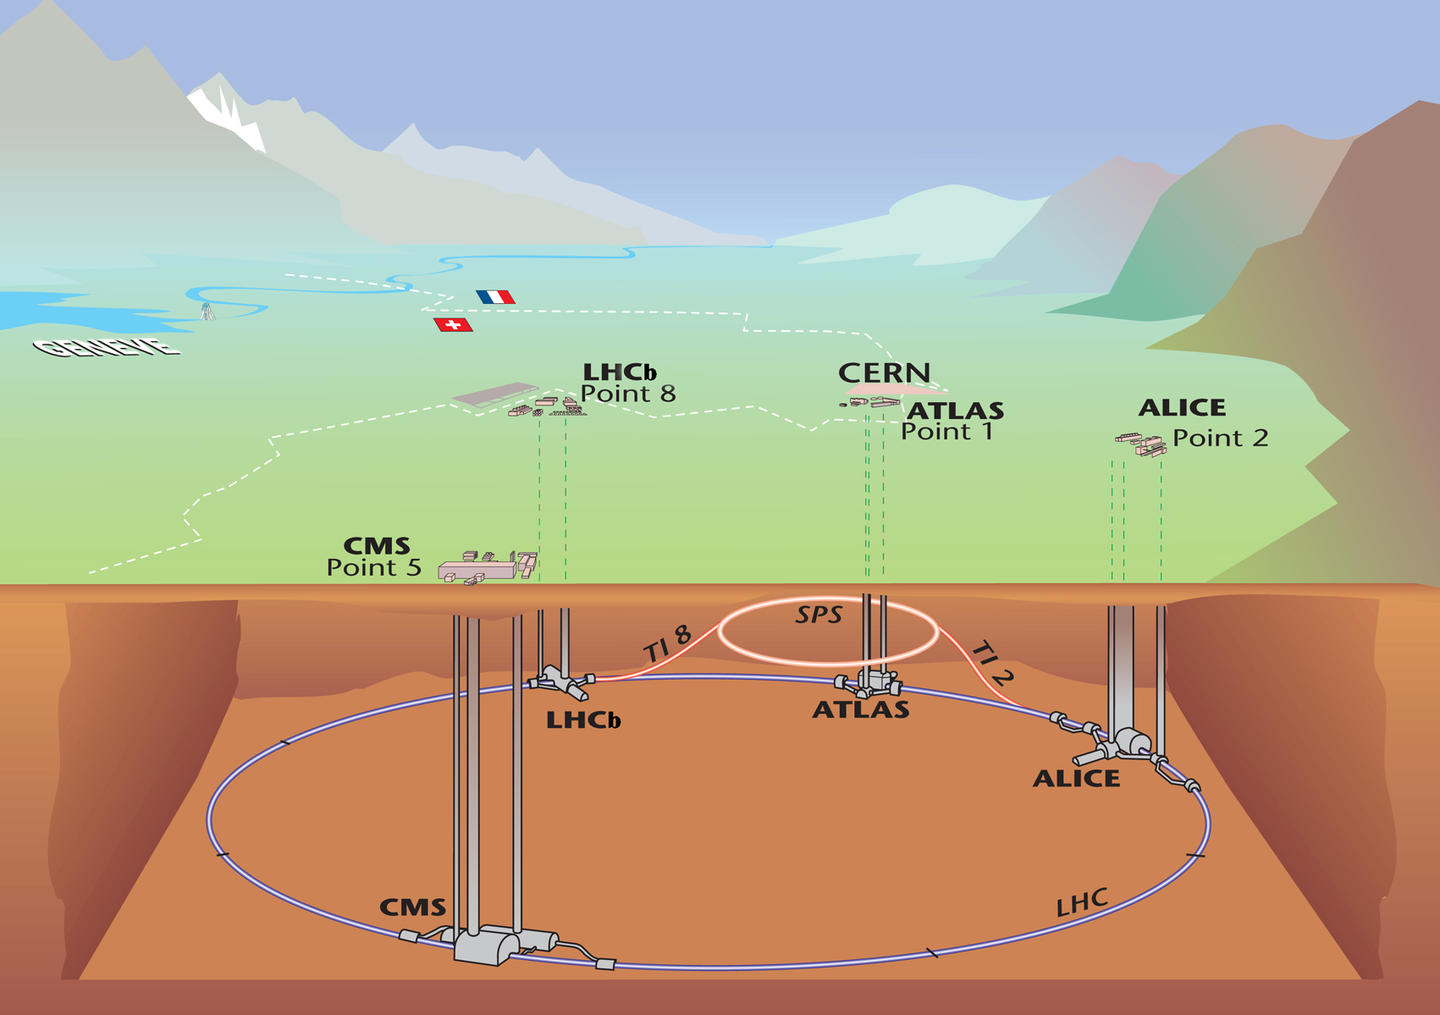 GENEVE
LHCb
Point 8
CERN
ATLAS
Point 1
ALICE
Point 2
CMS
Point 5
SPS
TI 8
TI 2
LHCb
ATLAS
ALICE
CMS
LHC